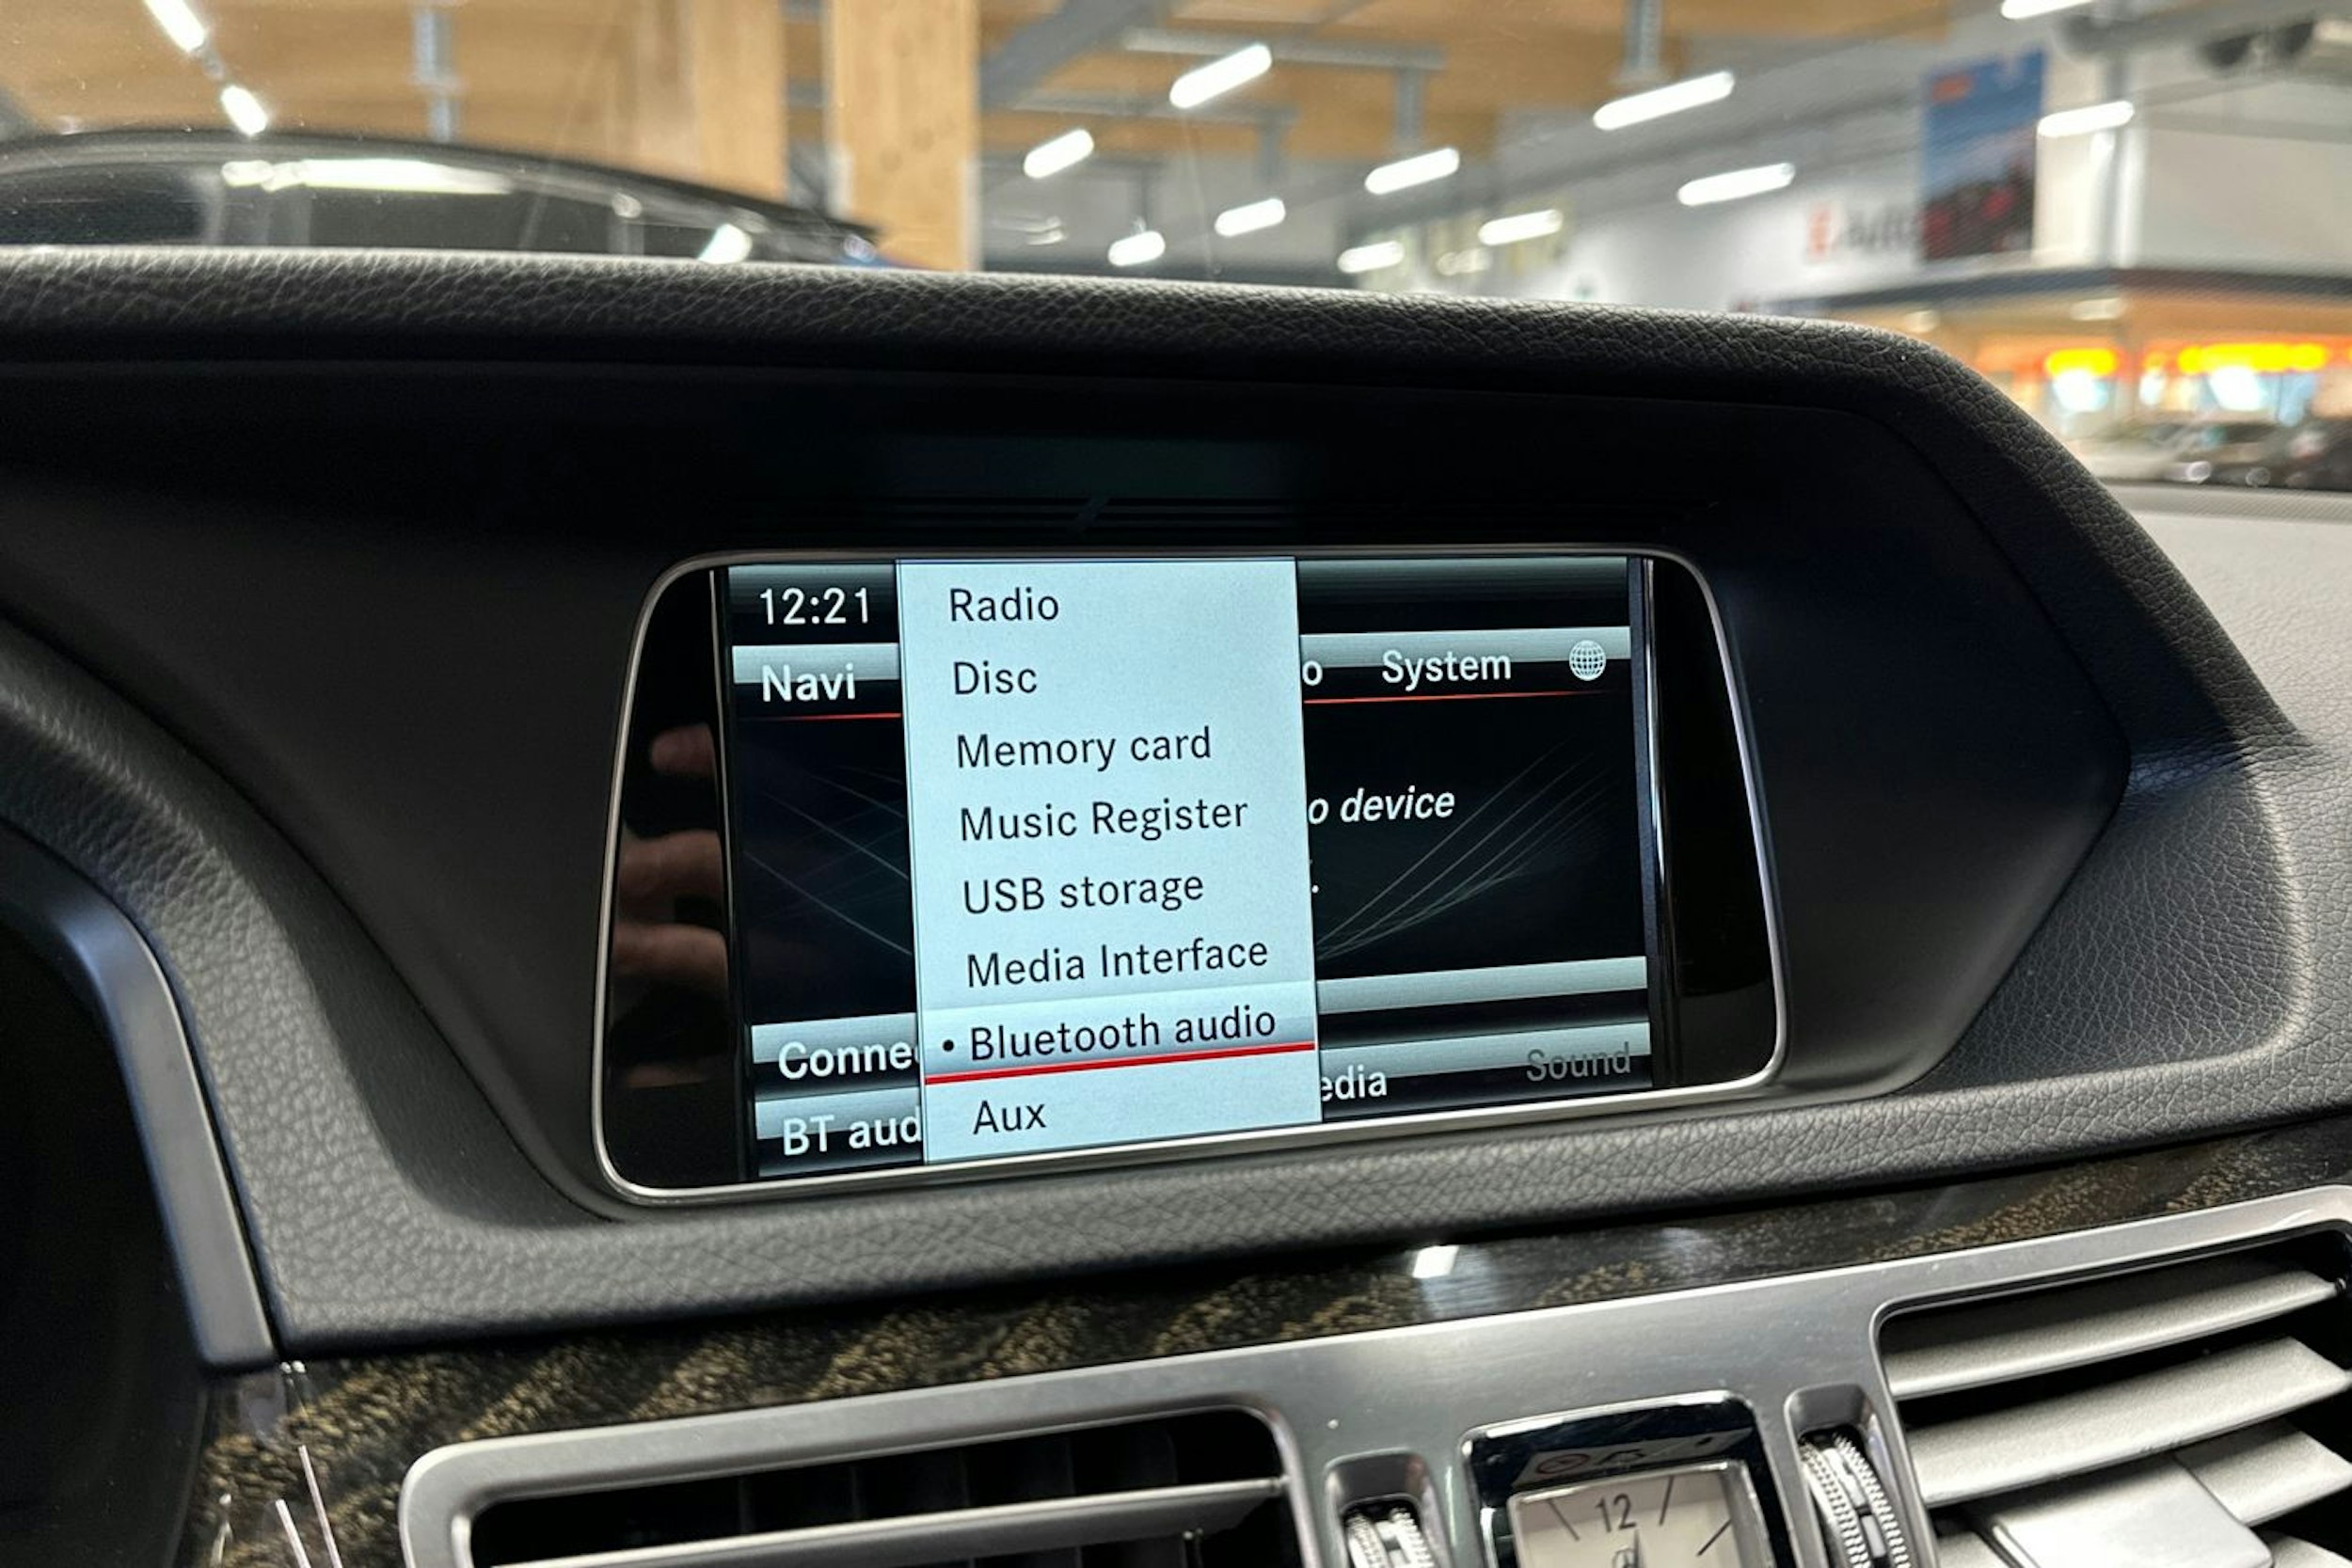 12:21
Radio
Navi
o
System
Disc
Memory card
Music Register
o device
USB storage
.
Media Interface
Conne
• Bluetooth audio
BT aud
Aux
edia
Sound
12